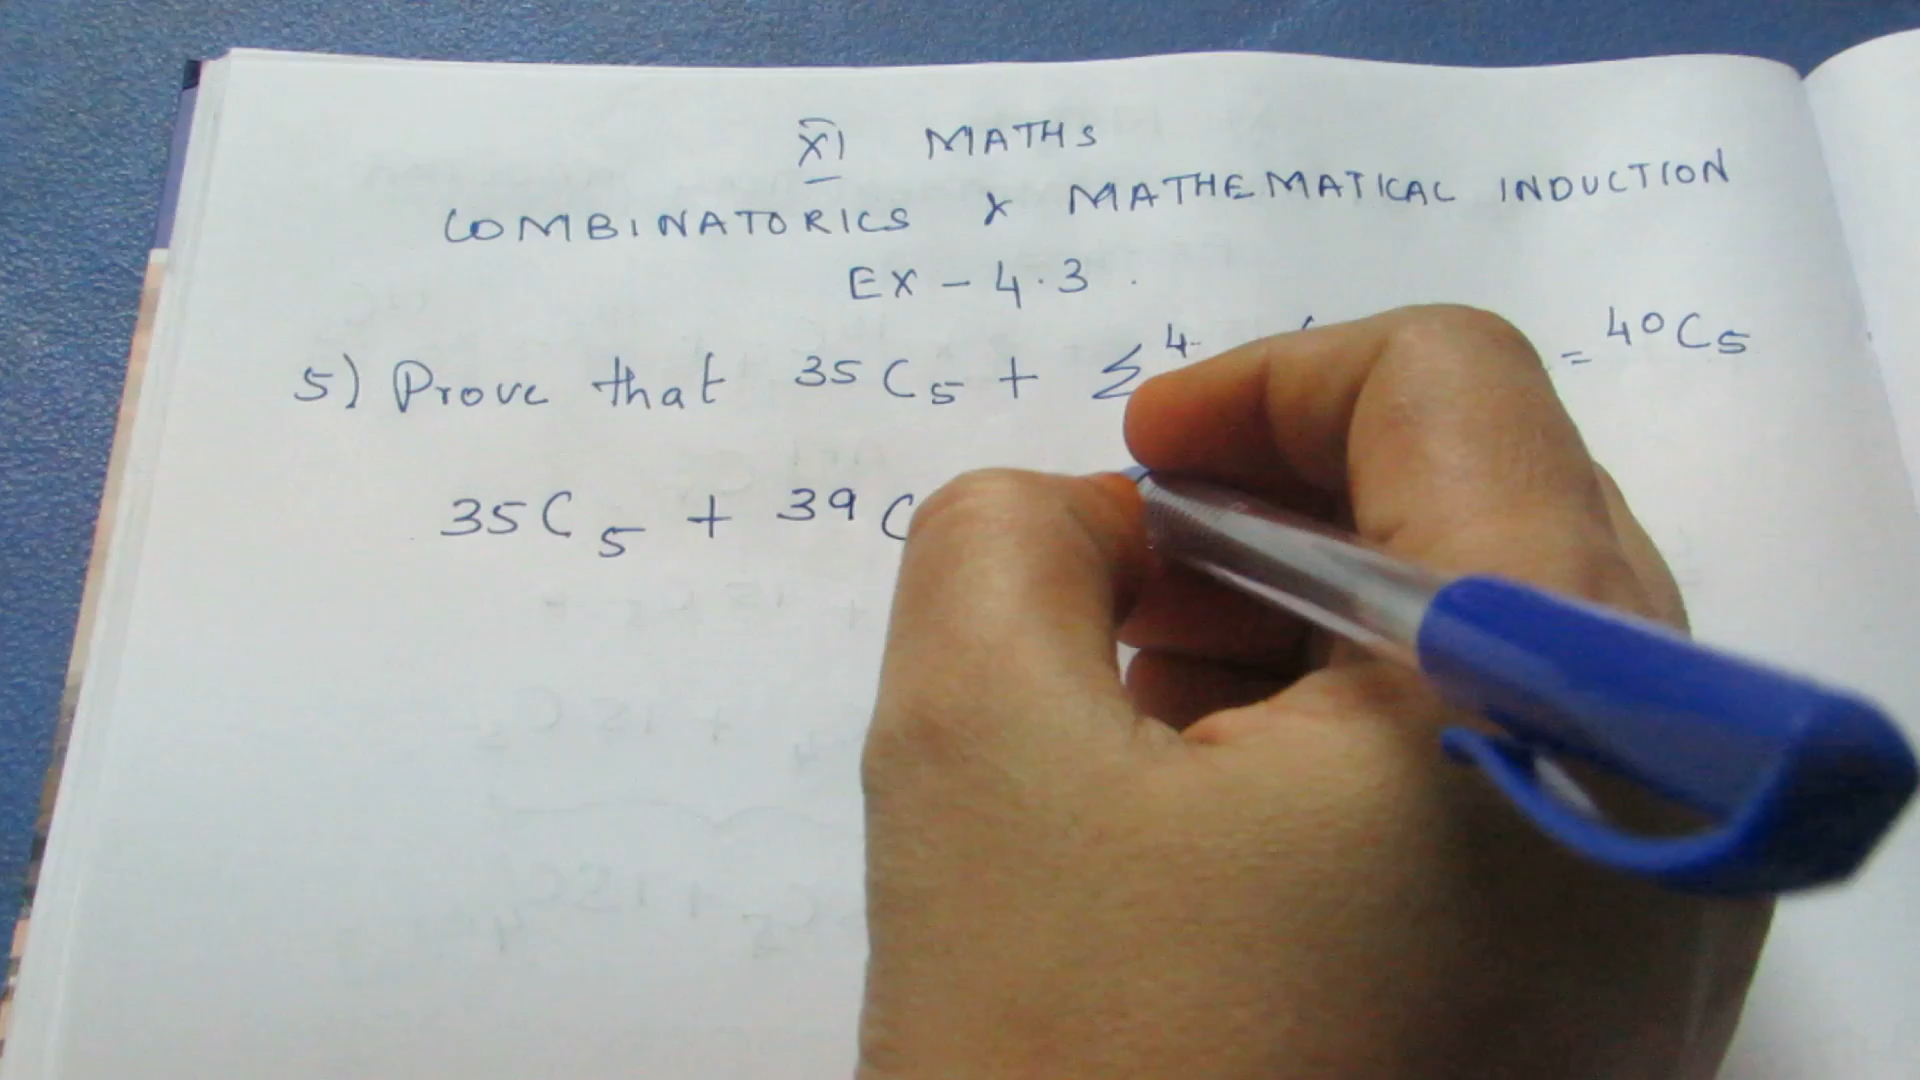 XI MATHS
COMBINATORICS & MATHEMATICAL INDUCTION
EX - 4.3.
5) Prove that 35C5 + Σ4 = 40C5
35C5 + 39C